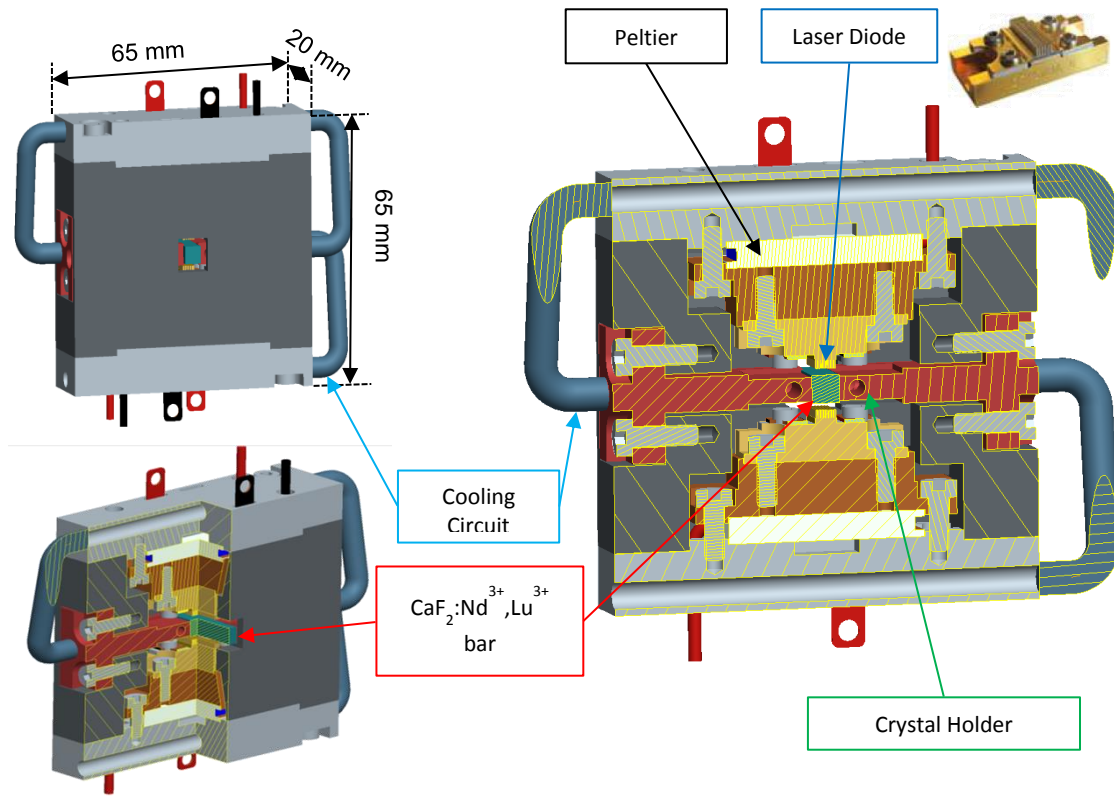 65 mm
20 mm
65 mm
Peltier
Laser Diode
Cooling
Circuit
CaF₂:Nd³⁺,Lu³⁺
bar
Crystal Holder